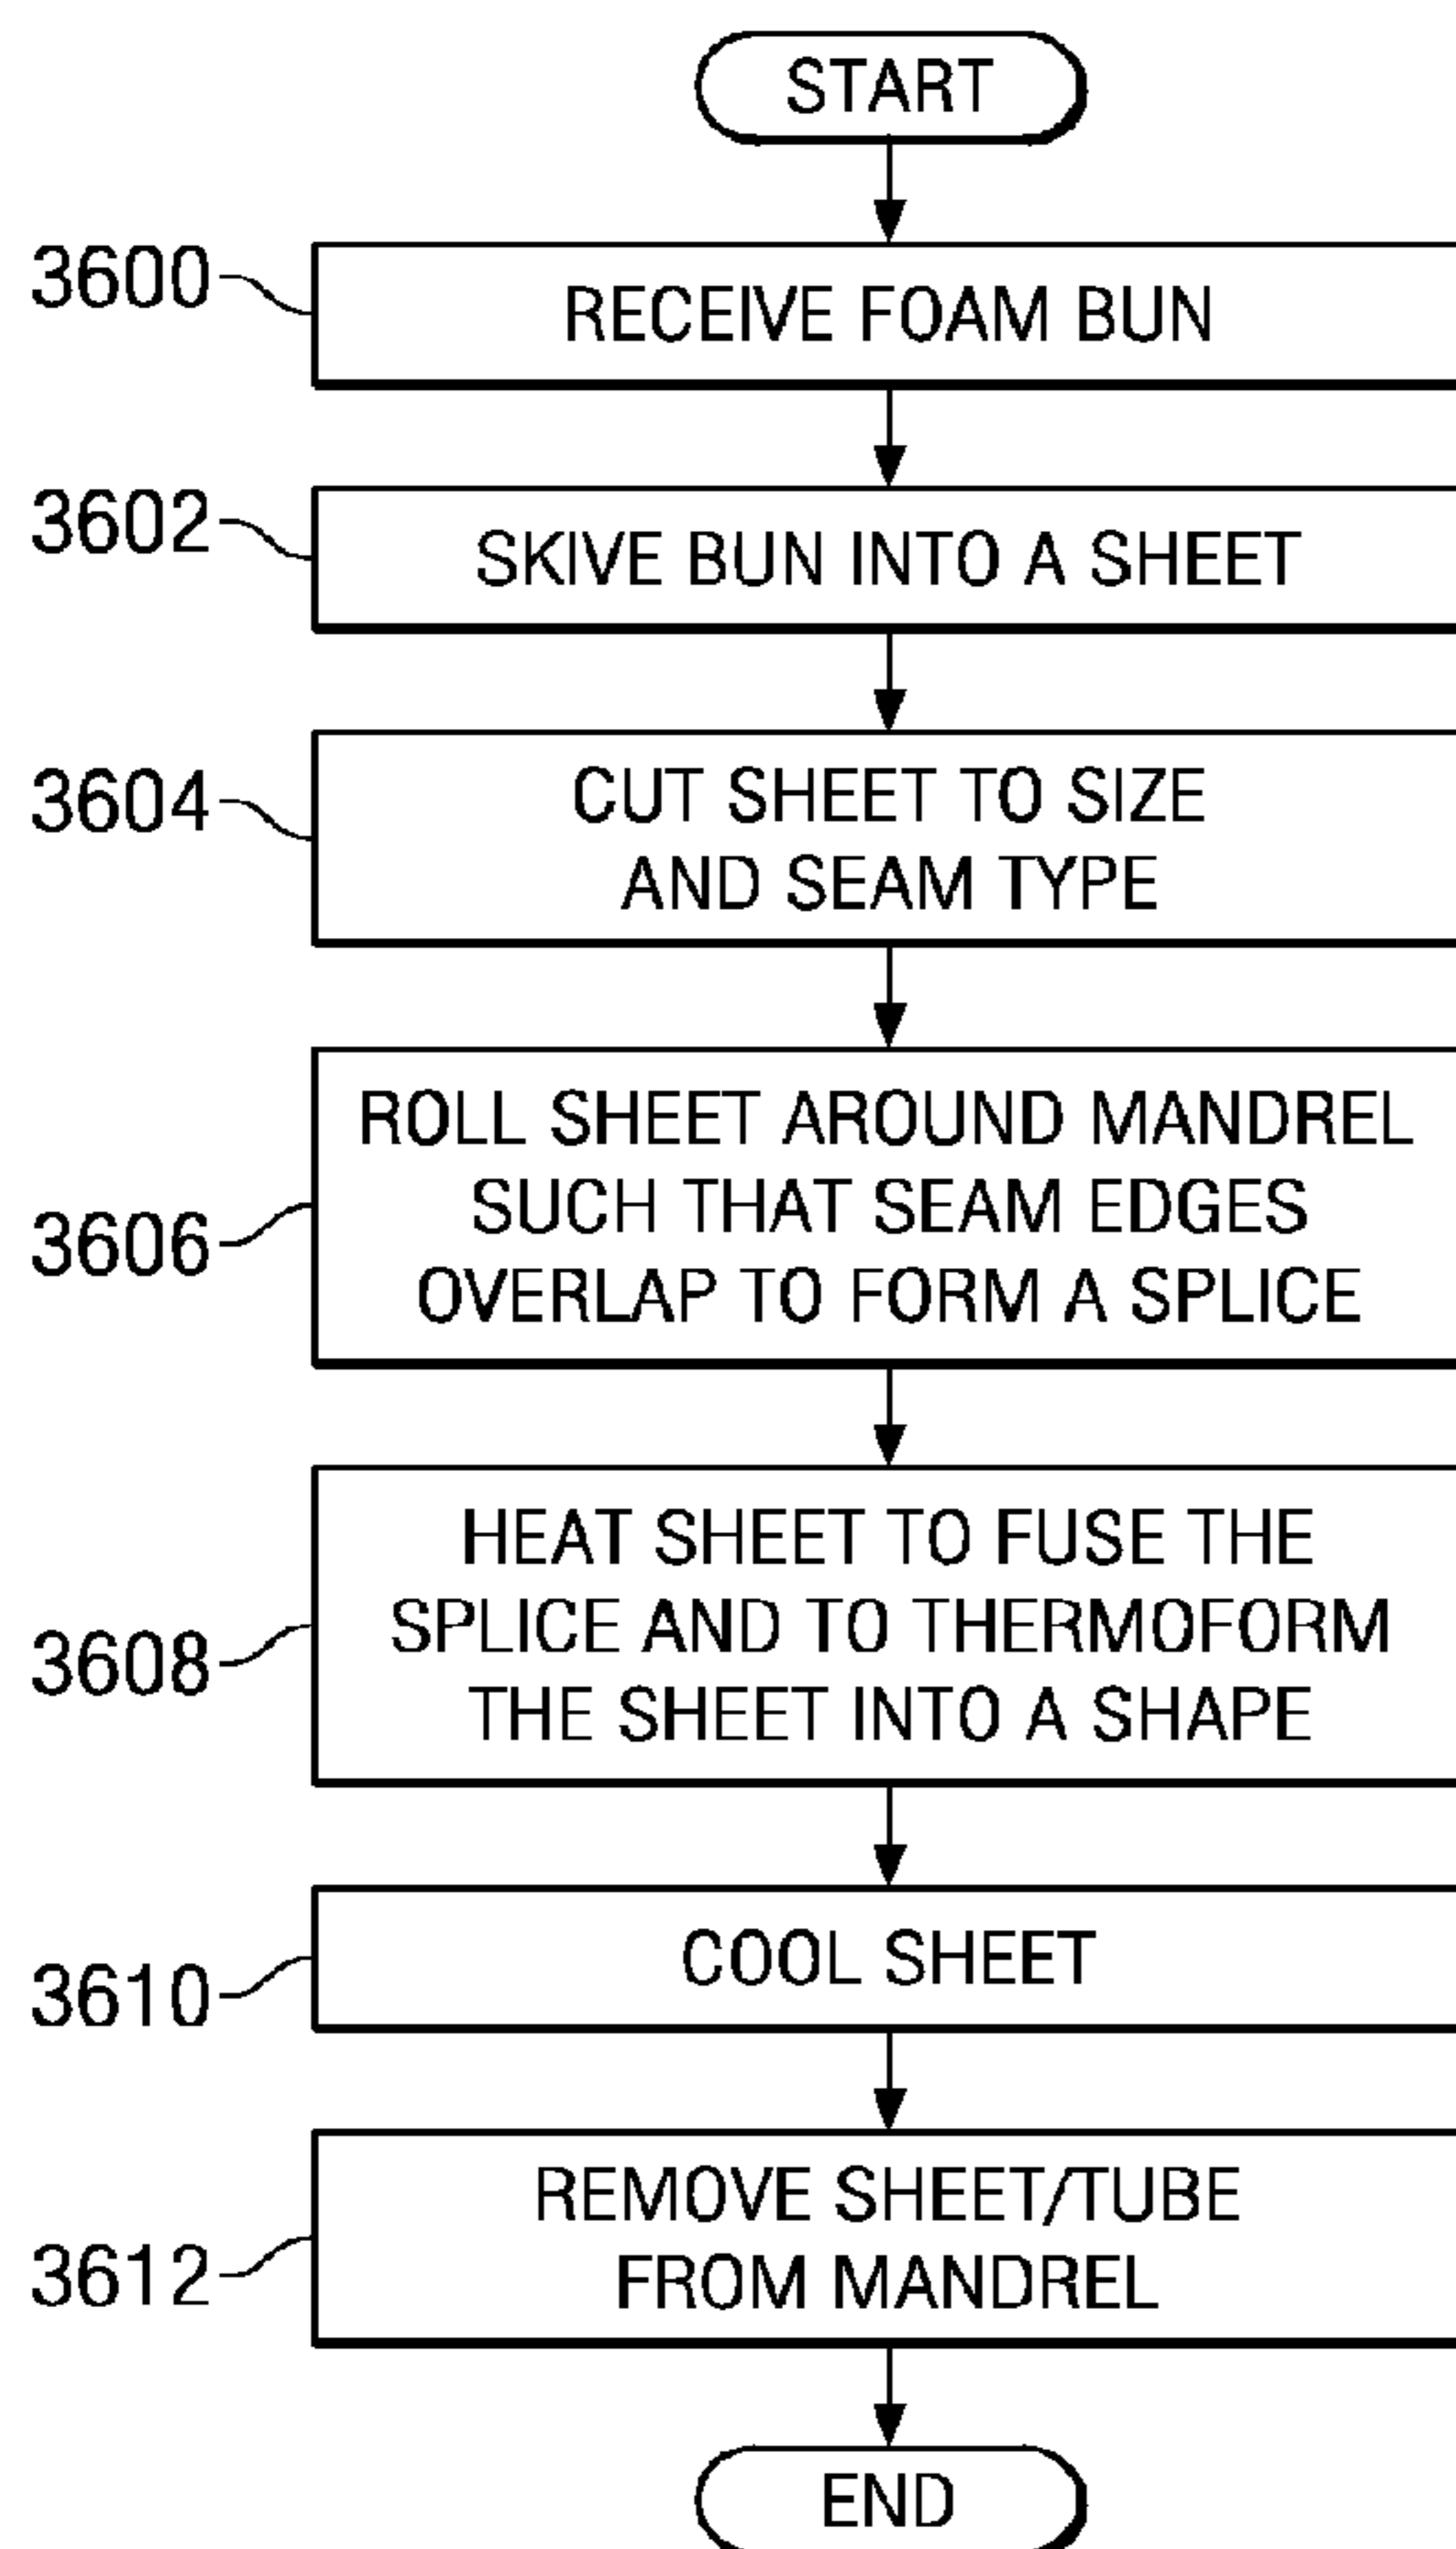 START
3600
RECEIVE FOAM BUN
3602
SKIVE BUN INTO A SHEET
3604
CUT SHEET TO SIZE
AND SEAM TYPE
3606
ROLL SHEET AROUND MANDREL
SUCH THAT SEAM EDGES
OVERLAP TO FORM A SPLICE
3608
HEAT SHEET TO FUSE THE
SPLICE AND TO THERMOFORM
THE SHEET INTO A SHAPE
3610
COOL SHEET
3612
REMOVE SHEET/TUBE
FROM MANDREL
END